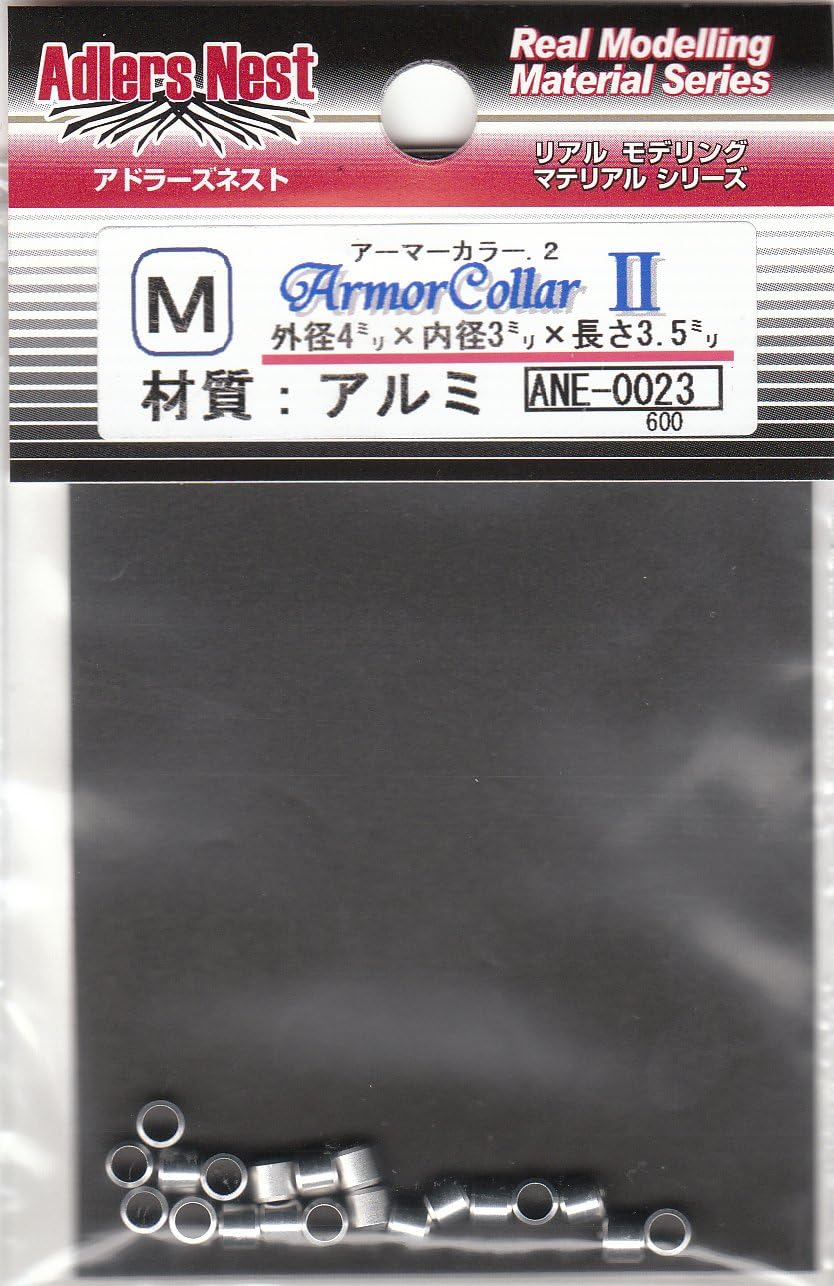 Adlers Nest
アドラーズネスト
Real Modelling
Material Series
リアル モデリング
マテリアル シリーズ
M
アーマーカラー. 2
ArmorCollar II
外径4㍉×内径3㍉×長さ3.5㍉
材質：アルミ
ANE-0023
600